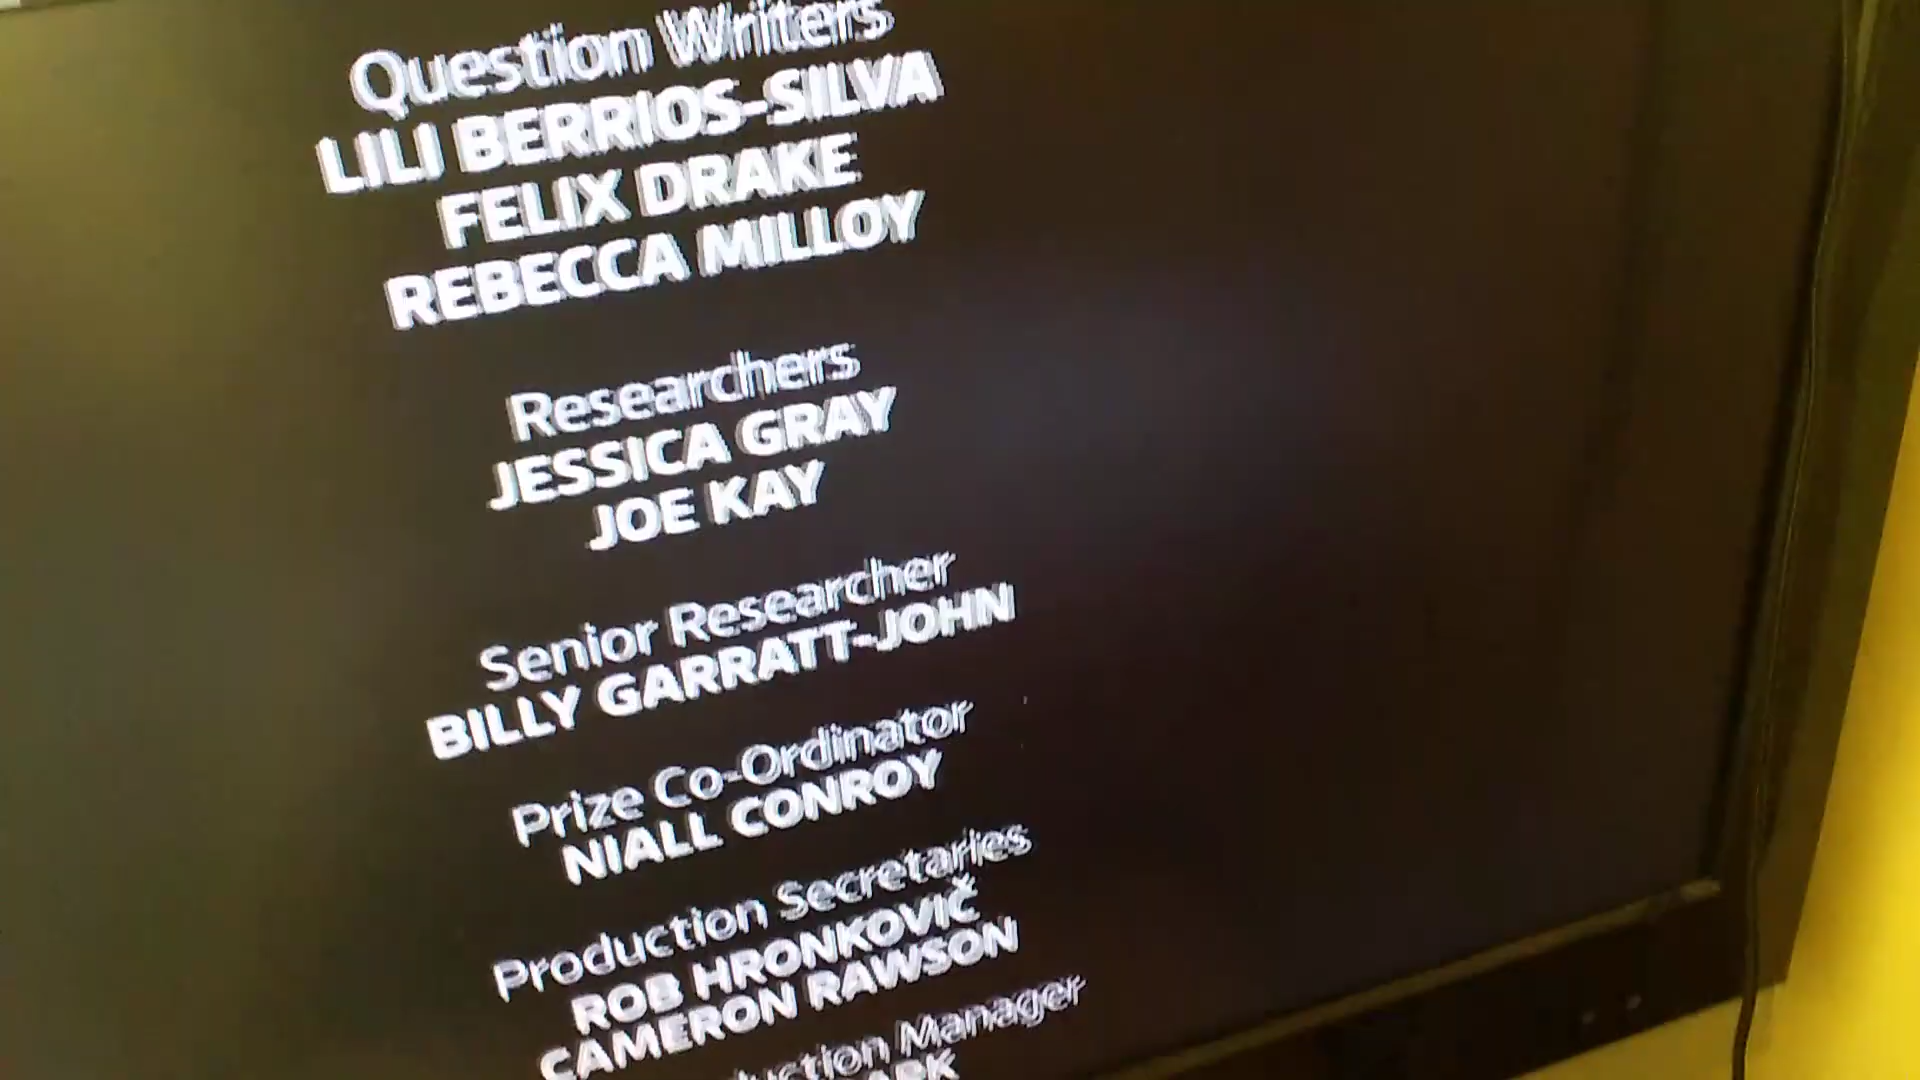 Question Writers
LILI BERRIOS-SILVA
FELIX DRAKE
REBECCA MILLOY
Researchers
JESSICA GRAY
JOE KAY
Senior Researcher
BILLY GARRATT-JOHN
Prize Co-Ordinator
NIALL CONROY
Production Secretaries
ROB HRONKOVIČ
CAMERON RAWSON
Manager